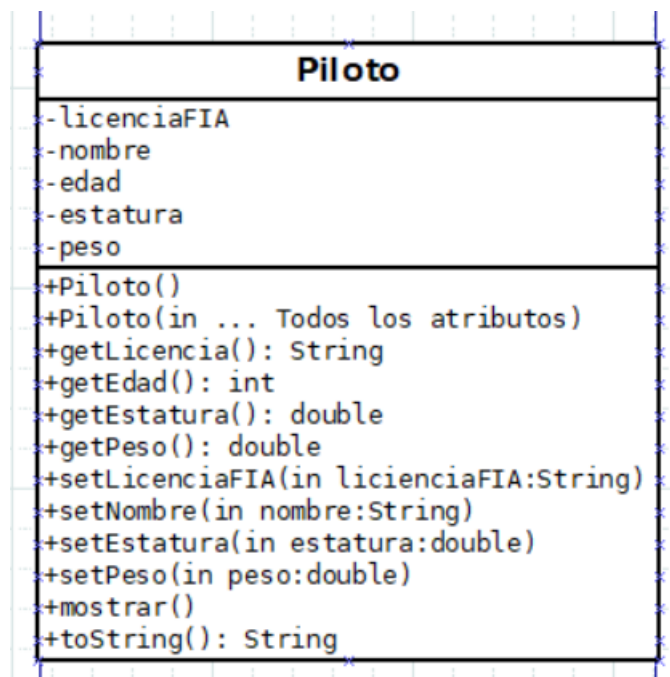 Piloto
-licenciaFIA
-nombre
-edad
-estatura
-peso
+Piloto()
+Piloto(in ... Todos los atributos)
+getLicencia(): String
+getEdad(): int
+getEstatura(): double
+getPeso(): double
+setLicenciaFIA(in licienciaFIA:String)
+setNombre(in nombre:String)
+setEstatura(in estatura:double)
+setPeso(in peso:double)
+mostrar()
+toString(): String